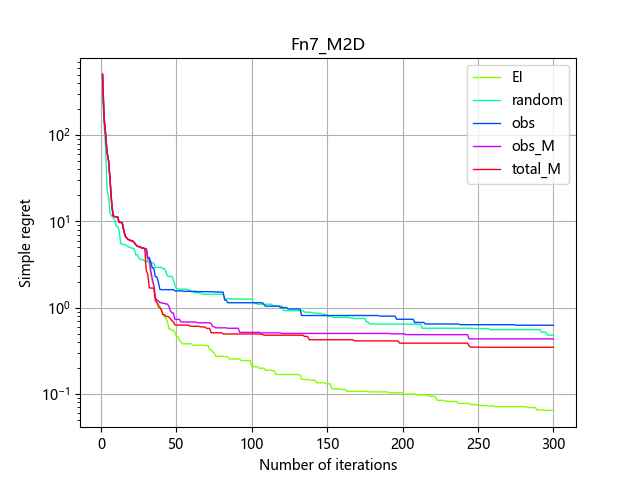 Fn7_M2D
Simple regret
10²
10¹
10⁰
10⁻¹
EI
random
obs
obs_M
total_M
0 50 100 150 200 250 300
Number of iterations